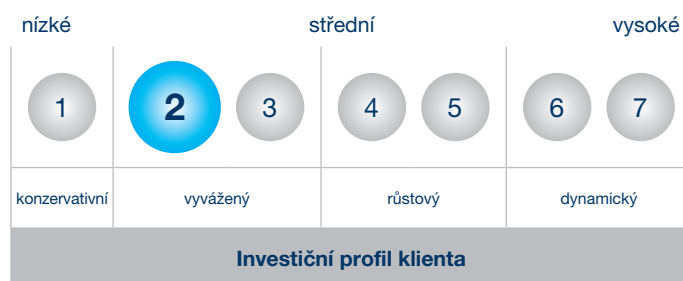 nízké střední vysoké
1 2 3 4 5 6 7
konzervativní vyvážený růstový dynamický
Investiční profil klienta